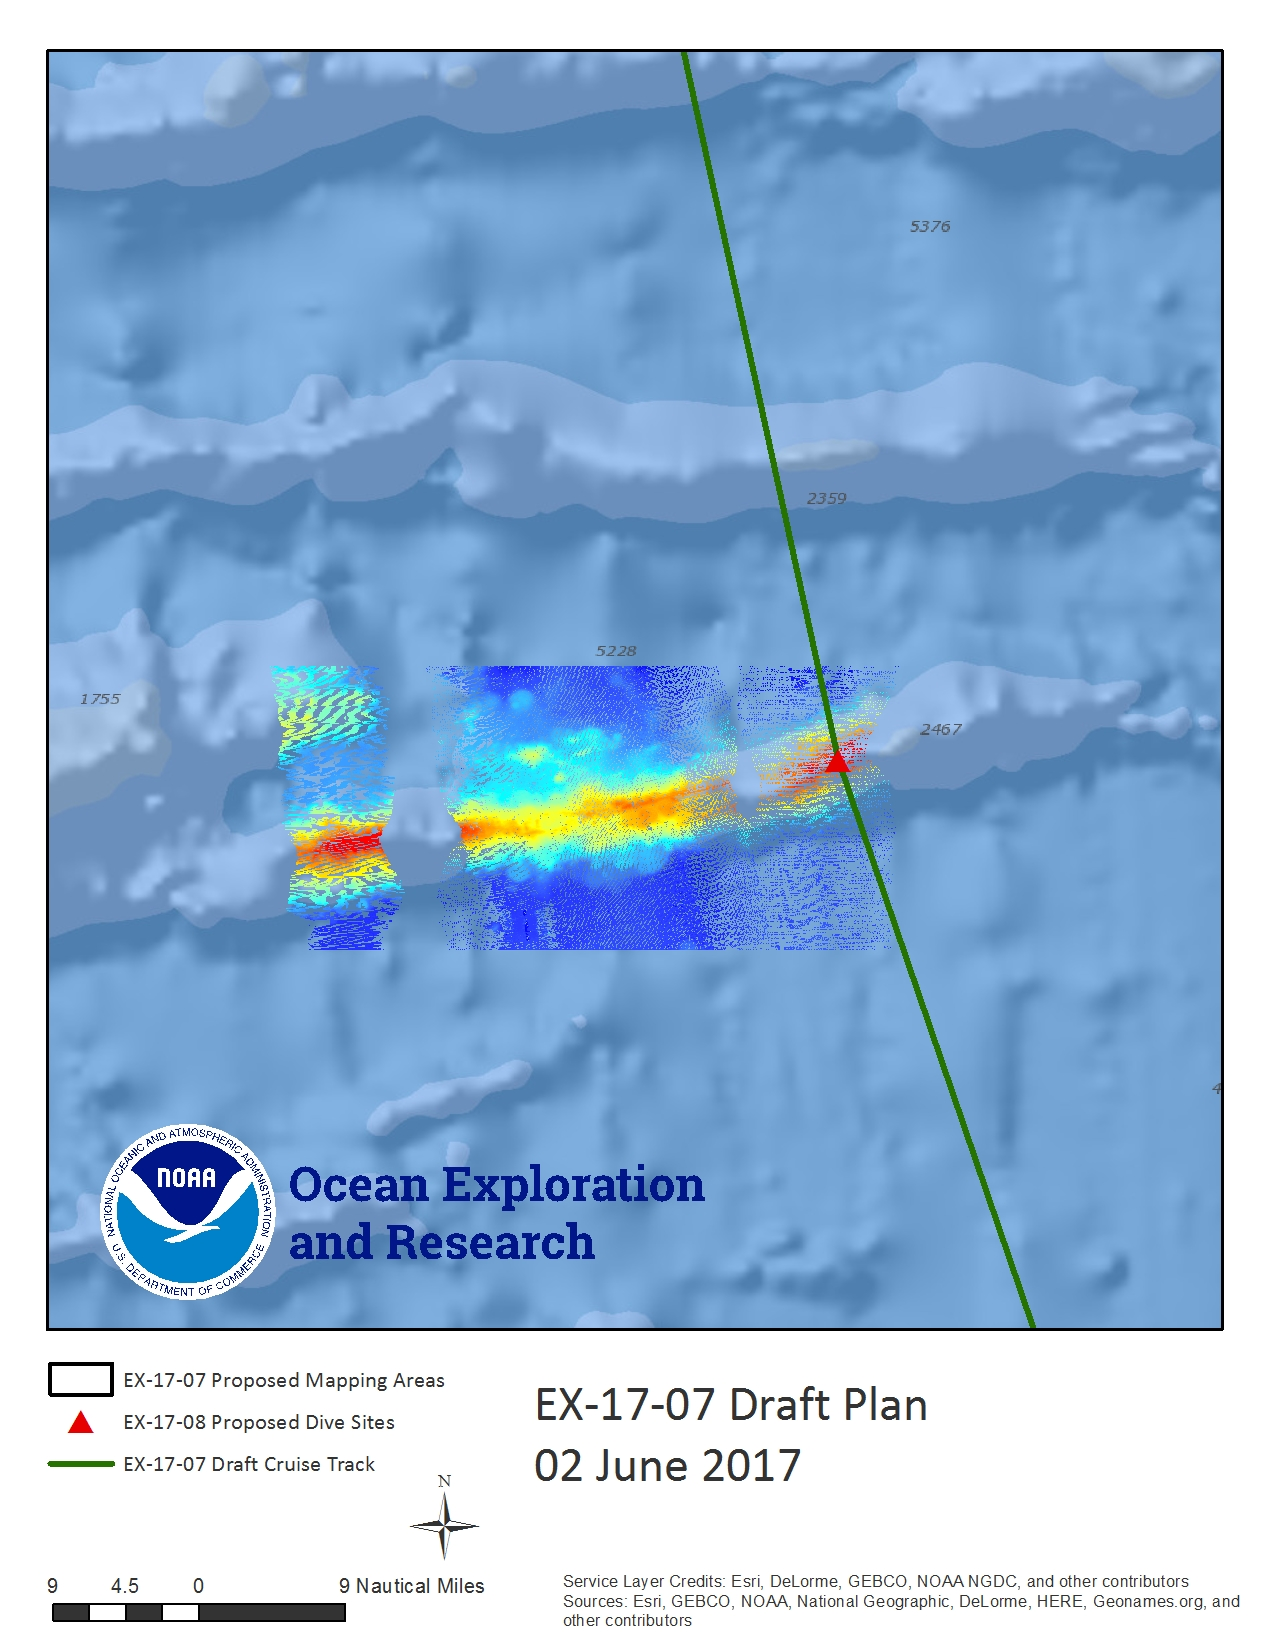 5376
2359
5228
1755
2467
4
NATIONAL OCEANIC AND ATMOSPHERIC ADMINISTRATION
NOAA
U.S. DEPARTMENT OF COMMERCE
Ocean Exploration
and Research
EX-17-07 Proposed Mapping Areas
EX-17-08 Proposed Dive Sites
EX-17-07 Draft Cruise Track
EX-17-07 Draft Plan
02 June 2017
N
9 4.5 0 9 Nautical Miles
Service Layer Credits: Esri, DeLorme, GEBCO, NOAA NGDC, and other contributors
Sources: Esri, GEBCO, NOAA, National Geographic, DeLorme, HERE, Geonames.org, and
other contributors